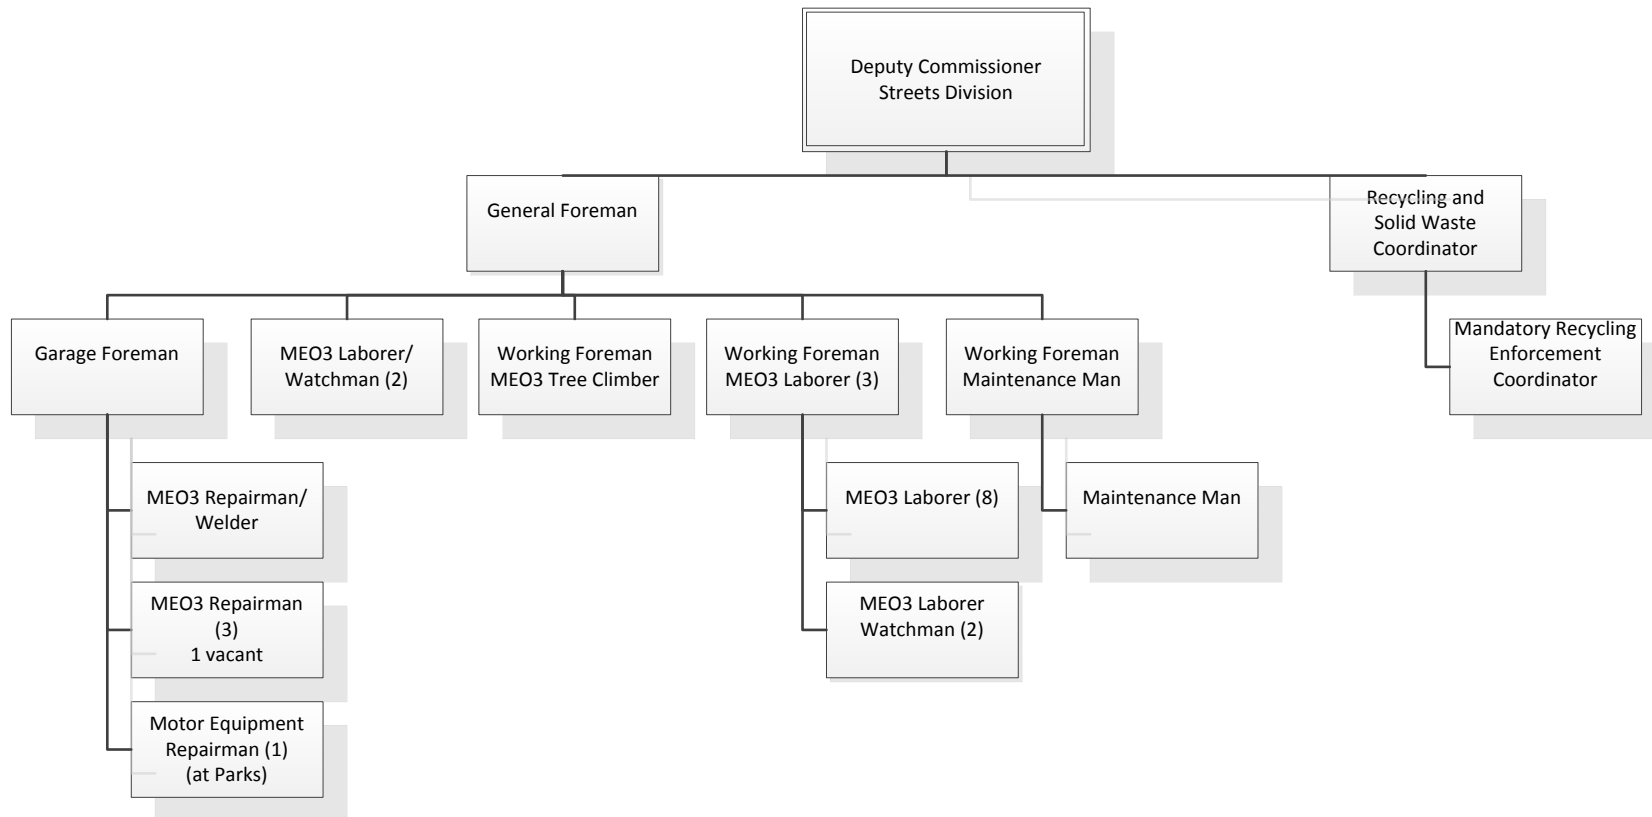 Deputy Commissioner
Streets Division
General Foreman
Recycling and
Solid Waste
Coordinator
Garage Foreman
MEO3 Laborer/
Watchman (2)
Working Foreman
MEO3 Tree Climber
Working Foreman
MEO3 Laborer (3)
Working Foreman
Maintenance Man
Mandatory Recycling
Enforcement
Coordinator
MEO3 Repairman/
Welder
MEO3 Laborer (8)
Maintenance Man
MEO3 Repairman
(3)
1 vacant
MEO3 Laborer
Watchman (2)
Motor Equipment
Repairman (1)
(at Parks)